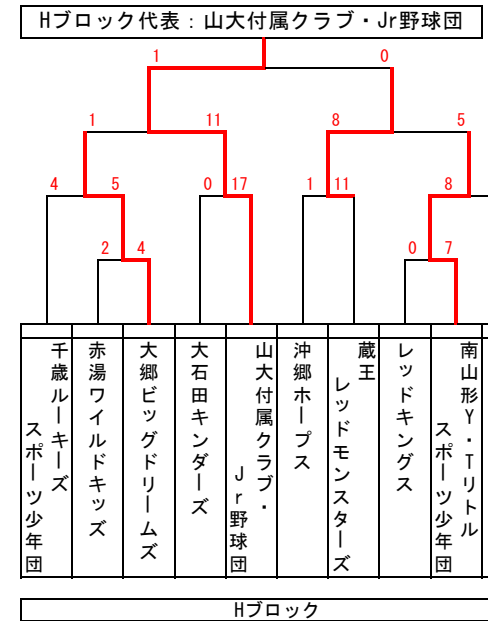 Hブロック代表：山大付属クラブ・Jr野球団
1
0
1
11
8
5
4
5
0
17
1
11
8
2
4
0
7
千歳ルーキーズ
スポーツ少年団
赤湯ワイルドキッズ
大郷ビッグドリームズ
大石田キンダーズ
山大付属クラブ・
Jr野球団
沖郷ホープス
蔵王
レッドモンスターズ
レッドキングス
南山形Y・Tリトル
スポーツ少年団
Hブロック